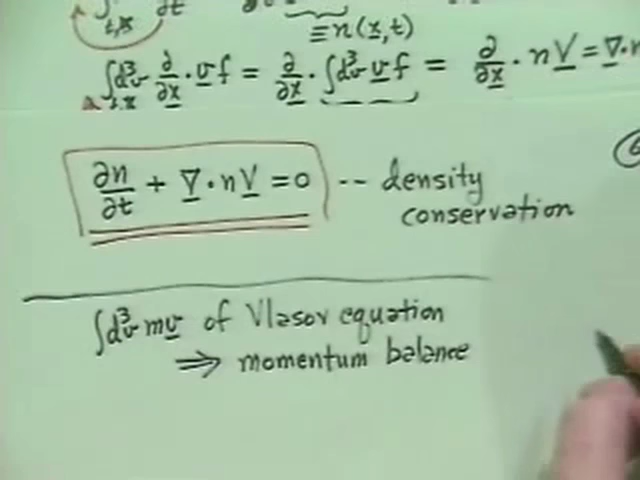 ∫ t,x ∂t
≡ n(x,t)
∫d³v ∂/∂x · v f = ∂/∂x · ∫d³v v f = ∂/∂x · nV = ∇·n
t,x
∂n/∂t + ∇·nV = 0 -- density
conservation
∫d³v mv of Vlasov equation
⟹ momentum balance